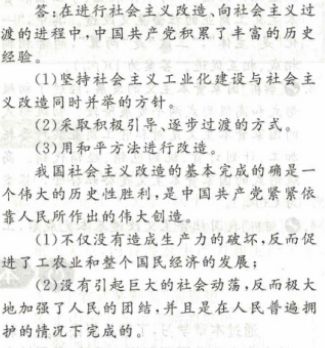 答:在进行社会主义改造、向社会主义过
渡的进程中,中国共产党积累了丰富的历史
经验。
(1)坚持社会主义工业化建设与社会主
义改造同时并举的方针。
(2)采取积极引导、逐步过渡的方式。
(3)用和平方法进行改造。
我国社会主义改造的基本完成的确是一
个伟大的历史性胜利,是中国共产党紧紧依
靠人民所作出的伟大创造。
(1)不仅没有造成生产力的破坏,反而促
进了工农业和整个国民经济的发展;
(2)没有引起巨大的社会动荡,反而极大
地加强了人民的团结,并且是在人民普遍拥
护的情况下完成的。